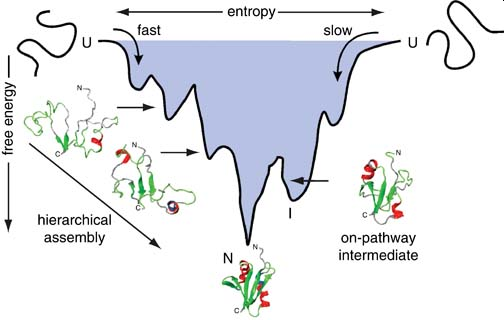 entropy
U
fast
slow
U
free energy
N
C
N
C
hierarchical
assembly
N
C
I
on-pathway
intermediate
N
N
C